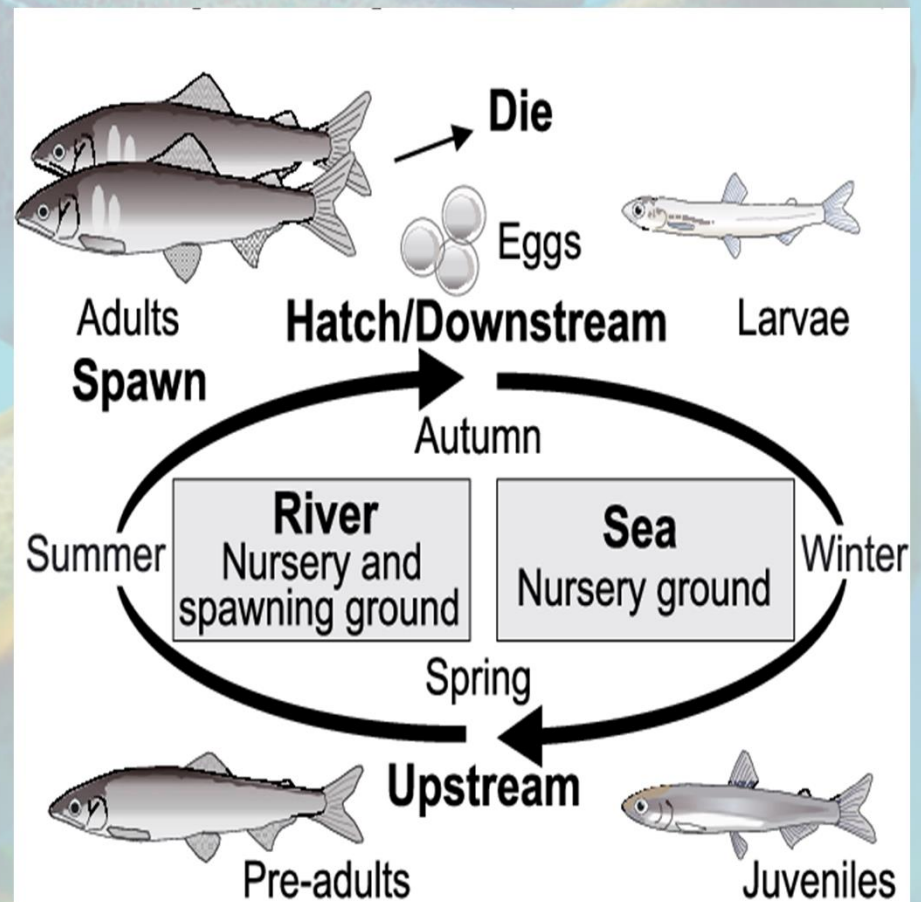 Die
Eggs
Adults
Hatch/Downstream
Larvae
Spawn
Autumn
River
Nursery and
spawning ground
Sea
Nursery ground
Summer
Winter
Spring
Upstream
Pre-adults
Juveniles